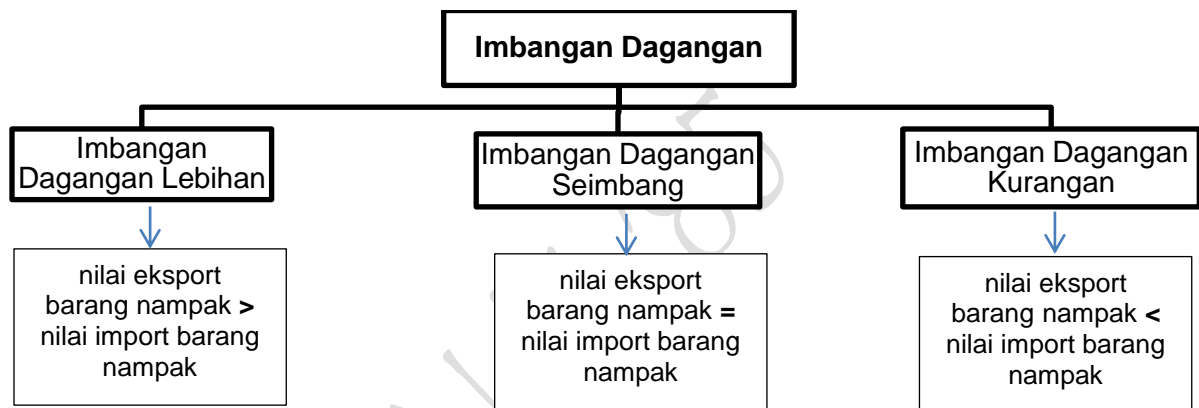 Imbangan Dagangan
Imbangan
Dagangan Lebihan
Imbangan Dagangan
Seimbang
Imbangan Dagangan
Kurangan
nilai eksport
barang nampak >
nilai import barang
nampak
nilai eksport
barang nampak =
nilai import barang
nampak
nilai eksport
barang nampak <
nilai import barang
nampak